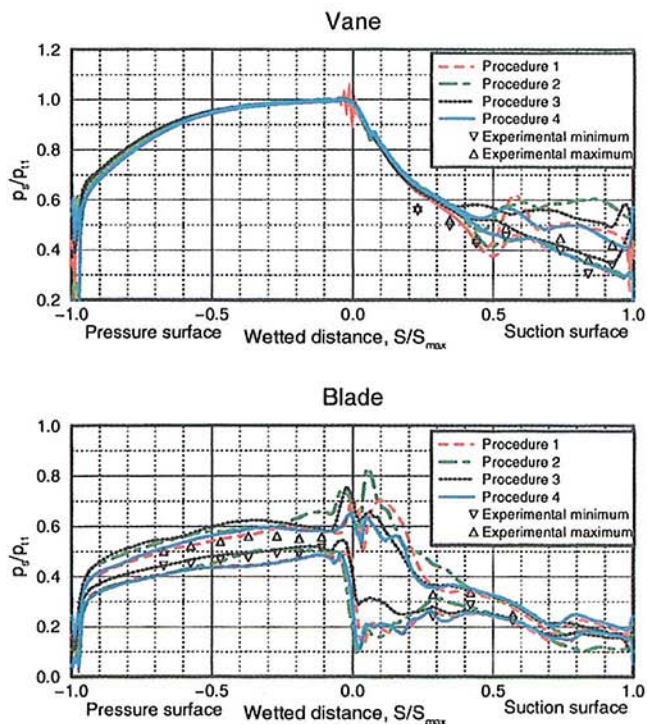 Vane
1.2
1.0
0.8
0.6
0.4
0.2
p_s/p_t1
Procedure 1
Procedure 2
Procedure 3
Procedure 4
Experimental minimum
Experimental maximum
-1.0 -0.5 0.0 0.5 1.0
Pressure surface Wetted distance, S/S_max Suction surface
Blade
1.0
0.8
0.6
0.4
0.2
0.0
p_s/p_t1
Procedure 1
Procedure 2
Procedure 3
Procedure 4
Experimental minimum
Experimental maximum
-1.0 -0.5 0.0 0.5 1.0
Pressure surface Wetted distance, S/S_max Suction surface